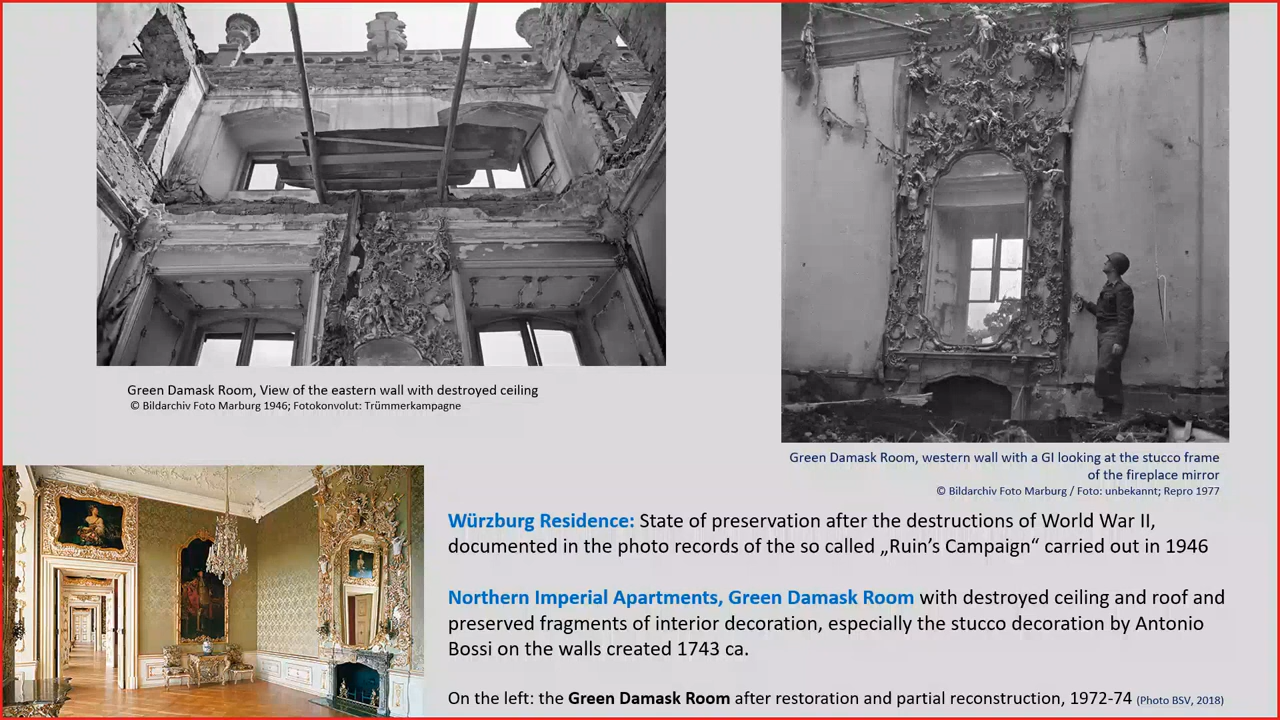 Green Damask Room, View of the eastern wall with destroyed ceiling
© Bildarchiv Foto Marburg 1946; Fotokonvolut: Trümmerkampagne
Green Damask Room, western wall with a GI looking at the stucco frame
of the fireplace mirror
© Bildarchiv Foto Marburg / Foto: unbekannt; Repro 1977
Würzburg Residence: State of preservation after the destructions of World War II,
documented in the photo records of the so called „Ruin’s Campaign“ carried out in 1946
Northern Imperial Apartments, Green Damask Room with destroyed ceiling and roof and
preserved fragments of interior decoration, especially the stucco decoration by Antonio
Bossi on the walls created 1743 ca.
On the left: the Green Damask Room after restoration and partial reconstruction, 1972-74 (Photo BSV, 2018)